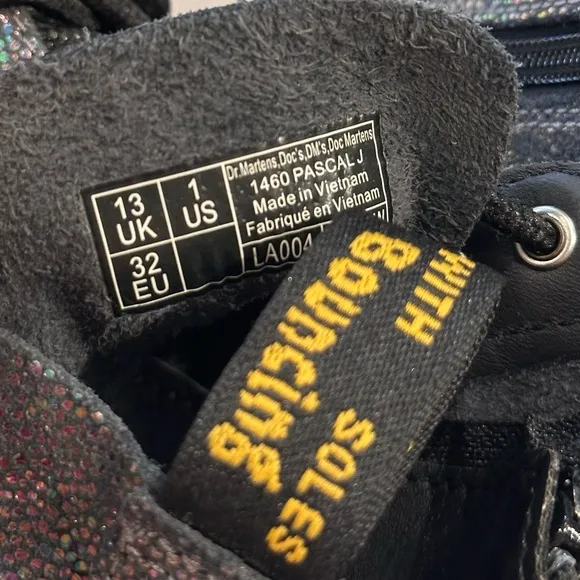 Dr.Martens,Doc's,DM's,Doc Martens
13 UK
1 US
1460 PASCAL J
Made in Vietnam
Fabriqué en Vietnam
32 EU
LA004
WITH
Bouncing
SOLES